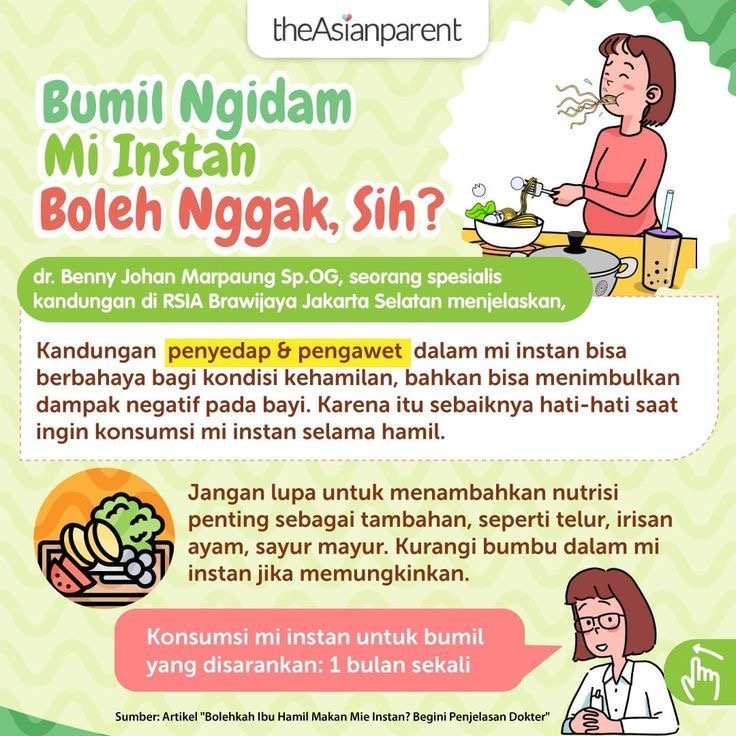 theAsianparent
Bumil Ngidam
Mi Instan
Boleh Nggak, Sih?
dr. Benny Johan Marpaung Sp.OG, seorang spesialis
kandungan di RSIA Brawijaya Jakarta Selatan menjelaskan,
Kandungan penyedap & pengawet dalam mi instan bisa
berbahaya bagi kondisi kehamilan, bahkan bisa menimbulkan
dampak negatif pada bayi. Karena itu sebaiknya hati-hati saat
ingin konsumsi mi instan selama hamil.
Jangan lupa untuk menambahkan nutrisi
penting sebagai tambahan, seperti telur, irisan
ayam, sayur mayur. Kurangi bumbu dalam mi
instan jika memungkinkan.
Konsumsi mi instan untuk bumil
yang disarankan: 1 bulan sekali
Sumber: Artikel "Bolehkah Ibu Hamil Makan Mie Instan? Begini Penjelasan Dokter"